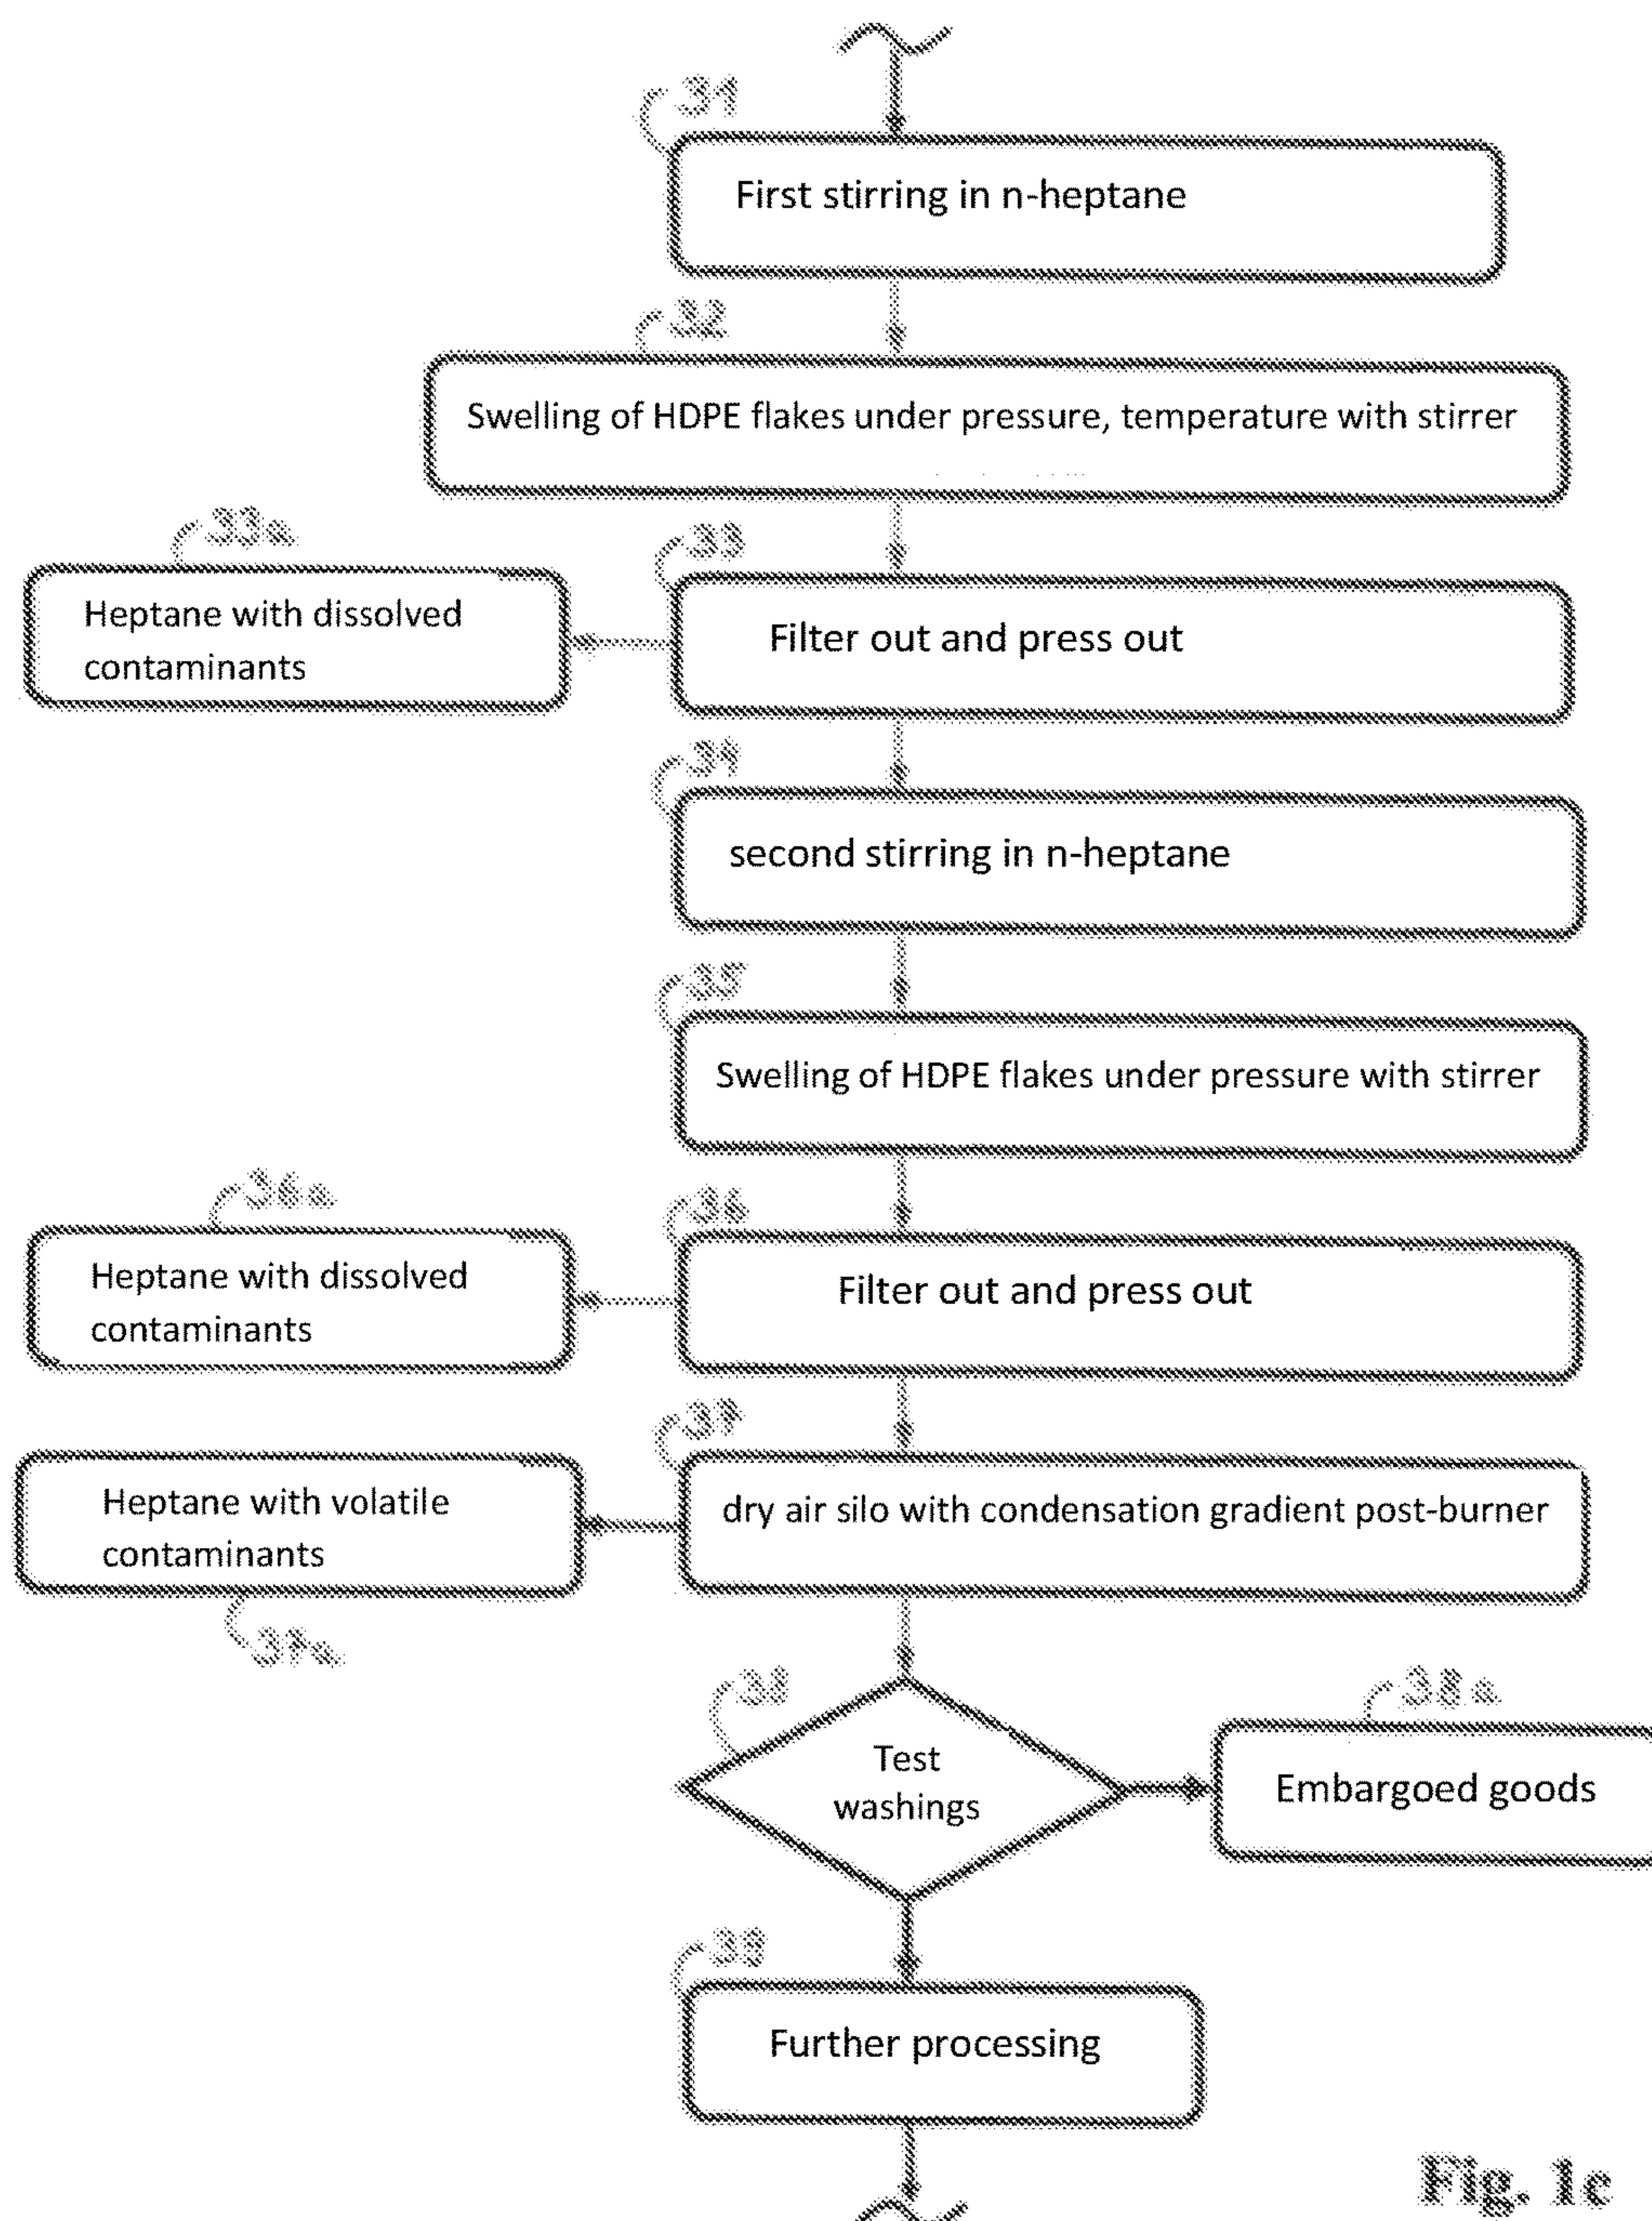 31
First stirring in n-heptane
32
Swelling of HDPE flakes under pressure, temperature with stirrer
33a
33
Heptane with dissolved
contaminants
Filter out and press out
34
second stirring in n-heptane
35
Swelling of HDPE flakes under pressure with stirrer
36a
36
Heptane with dissolved
contaminants
Filter out and press out
37
Heptane with volatile
contaminants
dry air silo with condensation gradient post-burner
37a
38
38a
Test
washings
Embargoed goods
39
Further processing
Fig. 1c